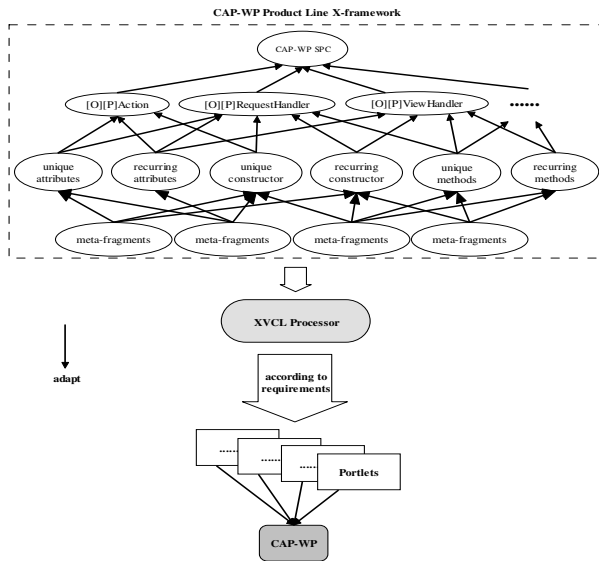 CAP-WP Product Line X-framework
CAP-WP SPC
[O][P]Action
[O][P]RequestHandler
[O][P]ViewHandler
......
unique
attributes
recurring
attributes
unique
constructor
recurring
constructor
unique
methods
recurring
methods
meta-fragments
meta-fragments
meta-fragments
meta-fragments
XVCL Processor
adapt
according to
requirements
......
......
......
Portlets
CAP-WP